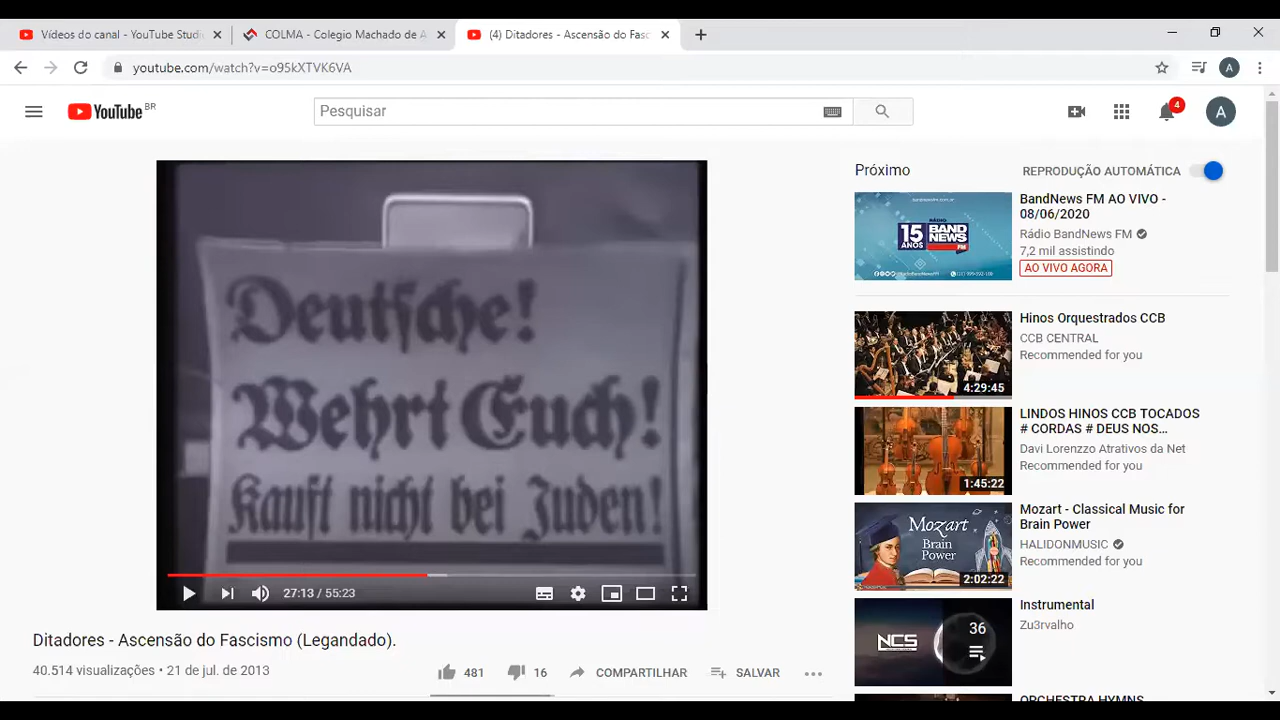 Vídeos do canal - YouTube Studi
COLMA - Colegio Machado de A
(4) Ditadores - Ascensão do Fasc
youtube.com/watch?v=o95kXTVK6VA
A
YouTube BR
Pesquisar
4
A
Deutsche!
Wehrt Euch!
Kauft nicht bei Juden!
27:13 / 55:23
Ditadores - Ascensão do Fascismo (Legandado).
40.514 visualizações • 21 de jul. de 2013
481
16
COMPARTILHAR
SALVAR
Próximo
REPRODUÇÃO AUTOMÁTICA
15 ANOS
RÁDIO
BAND
NEWS
FM
BandNews FM AO VIVO -
08/06/2020
Rádio BandNews FM
7,2 mil assistindo
AO VIVO AGORA
4:29:45
Hinos Orquestrados CCB
CCB CENTRAL
Recommended for you
1:45:22
LINDOS HINOS CCB TOCADOS
# CORDAS # DEUS NOS...
Davi Lorenzzo Atrativos da Net
Recommended for you
Mozart
Brain
Power
2:02:22
Mozart - Classical Music for
Brain Power
HALIDONMUSIC
Recommended for you
NCS
36
Instrumental
Zu3rvalho
ORCHESTRA HYMNS